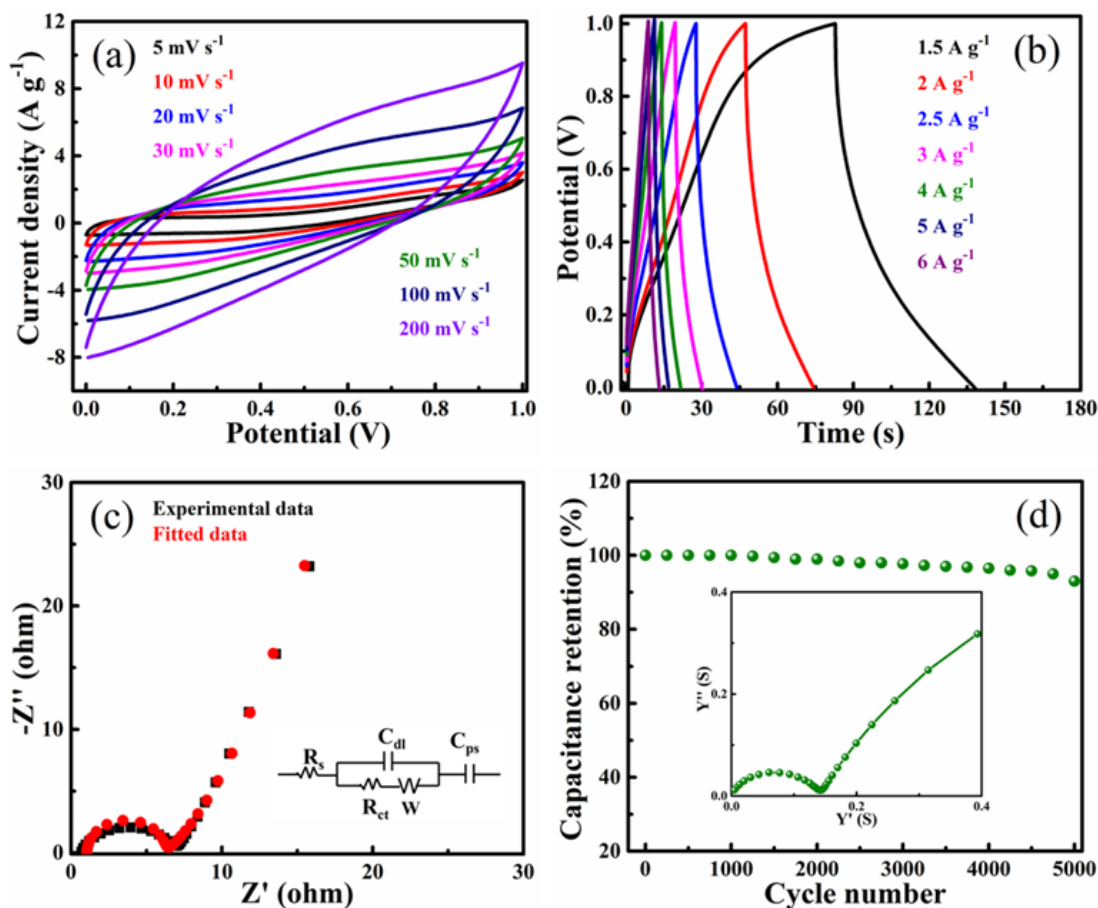 (a)
5 mV s⁻¹
10 mV s⁻¹
20 mV s⁻¹
30 mV s⁻¹
50 mV s⁻¹
100 mV s⁻¹
200 mV s⁻¹
Current density (A g⁻¹)
12
8
4
0
-4
-8
0.0 0.2 0.4 0.6 0.8 1.0
Potential (V)
(b)
1.5 A g⁻¹
2 A g⁻¹
2.5 A g⁻¹
3 A g⁻¹
4 A g⁻¹
5 A g⁻¹
6 A g⁻¹
Potential (V)
1.0
0.8
0.6
0.4
0.2
0.0
0 30 60 90 120 150 180
Time (s)
(c)
Experimental data
Fitted data
-Z'' (ohm)
30
20
10
0
R_s
C_dl
C_ps
R_ct
W
0 10 20 30
Z' (ohm)
(d)
Capacitance retention (%)
120
100
80
60
40
20
Y'' (S)
0.4
0.2
0.0
0.0 0.2 0.4
Y' (S)
0 1000 2000 3000 4000 5000
Cycle number